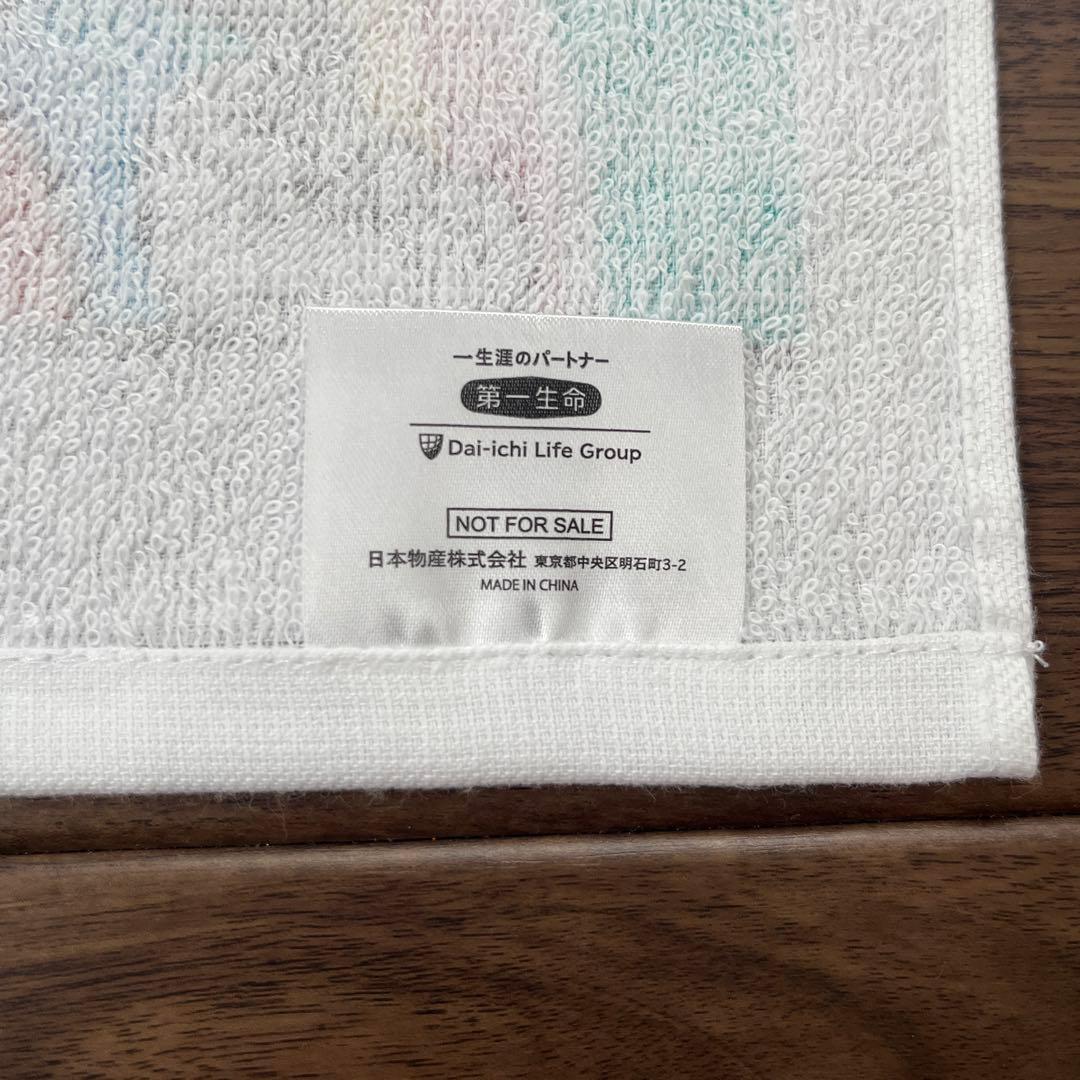 一生涯のパートナー
第一生命
Dai-ichi Life Group
NOT FOR SALE
日本物産株式会社 東京都中央区明石町3-2
MADE IN CHINA